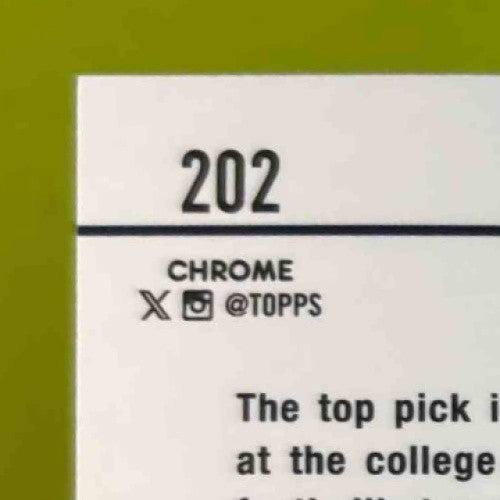 202
CHROME
X @TOPPS
The top pick i
at the college